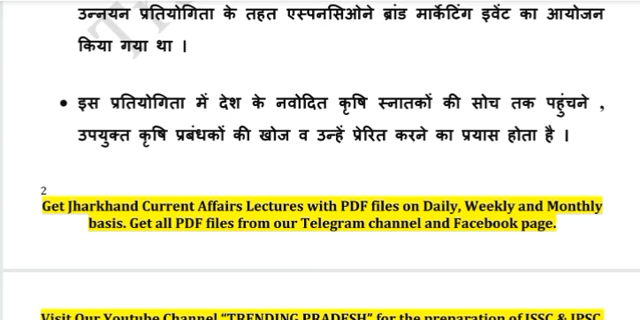 उन्नयन प्रतियोगिता के तहत एस्पनसिओने ब्रांड मार्केटिंग इवेंट का आयोजन
किया गया था ।
• इस प्रतियोगिता में देश के नवोदित कृषि स्नातकों की सोच तक पहुंचने ,
उपयुक्त कृषि प्रबंधकों की खोज व उन्हें प्रेरित करने का प्रयास होता है ।
2
Get Jharkhand Current Affairs Lectures with PDF files on Daily, Weekly and Monthly
basis. Get all PDF files from our Telegram channel and Facebook page.
Visit Our Youtube Channel “TRENDING PRADESH” for the preparation of JSSC & JPSC